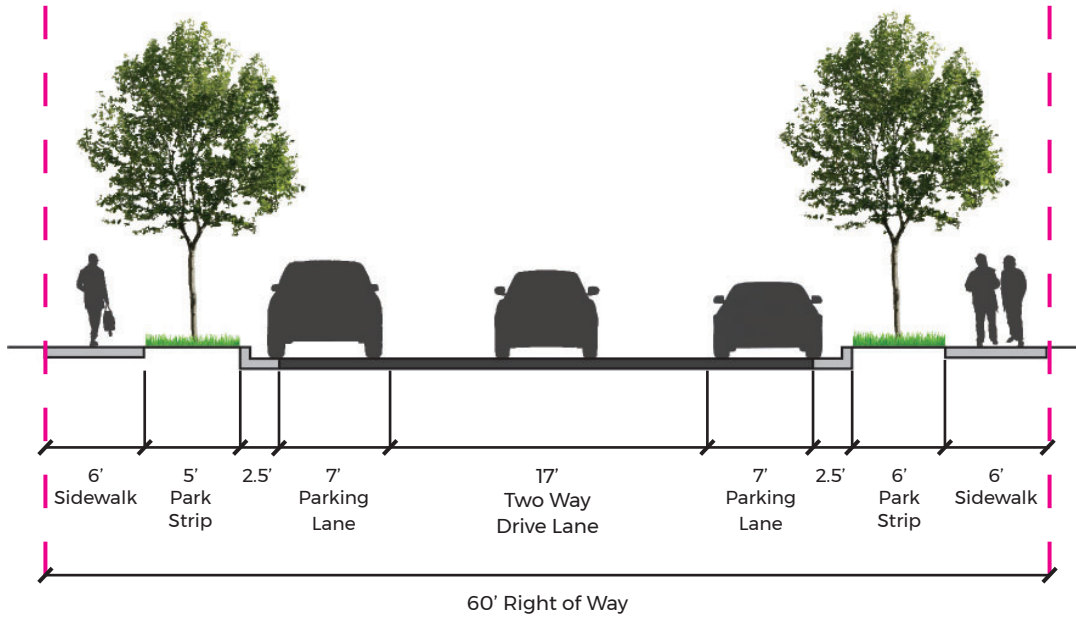 6’
Sidewalk
5’
Park
Strip
2.5'
7’
Parking
Lane
17’
Two Way
Drive Lane
7’
Parking
Lane
2.5'
6’
Park
Strip
6’
Sidewalk
60’ Right of Way